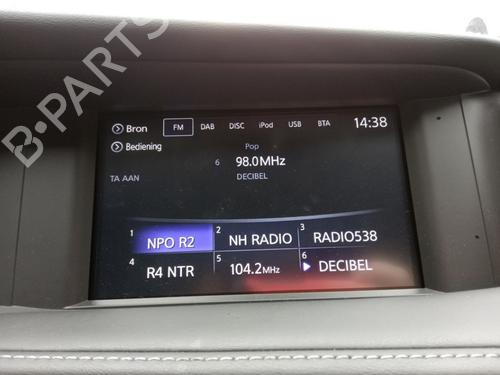 Bron FM DAB DISC iPod USB BTA 14:38
Bediening Pop
6 98.0MHz
TA AAN DECIBEL
1 NPO R2 2 NH RADIO 3 RADIO538
4 R4 NTR 5 104.2MHz 6 DECIBEL
B-PARTS